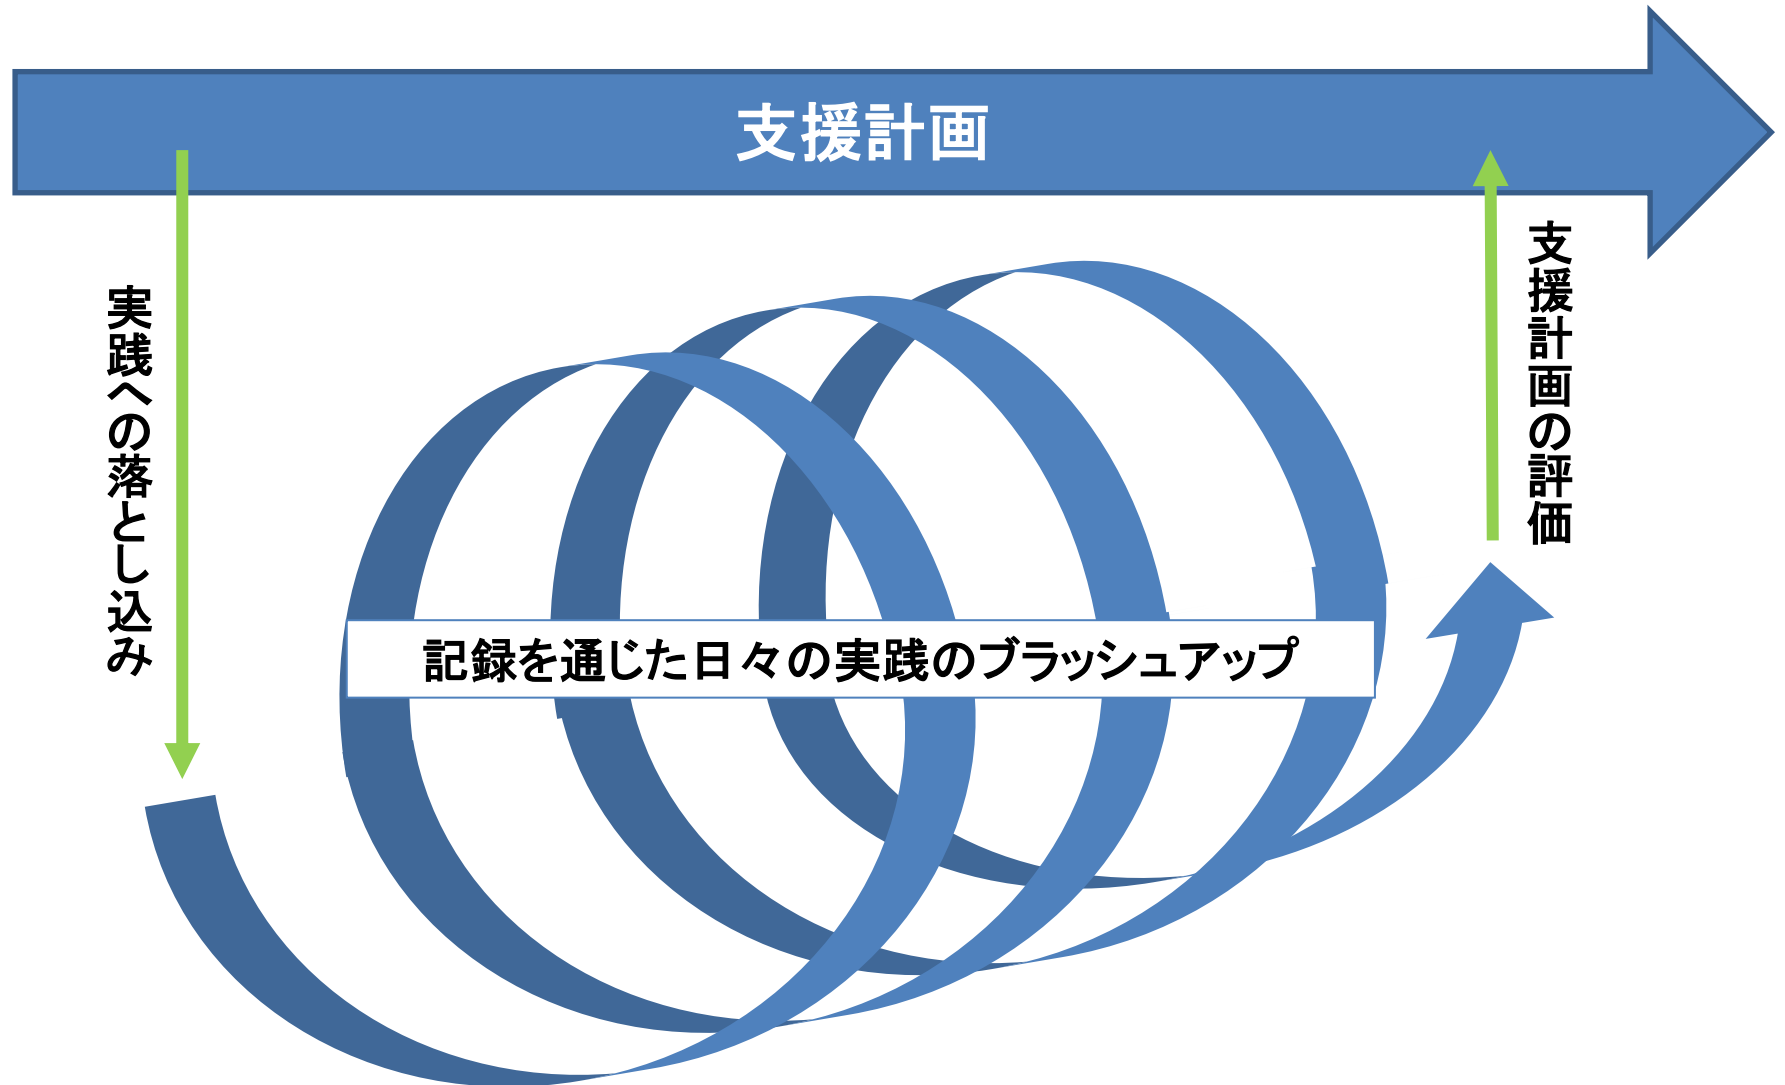 支援計画
実践への落とし込み
支援計画の評価
記録を通じた日々の実践のブラッシュアップ